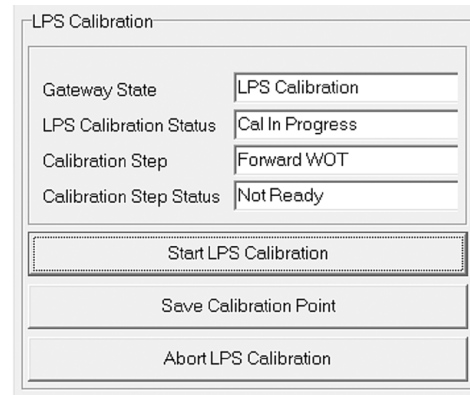 LPS Calibration
Gateway State LPS Calibration
LPS Calibration Status Cal In Progress
Calibration Step Forward WOT
Calibration Step Status Not Ready
Start LPS Calibration
Save Calibration Point
Abort LPS Calibration